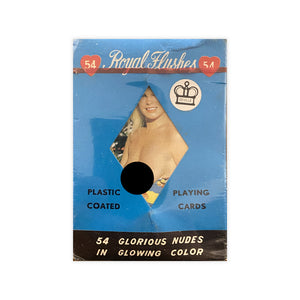 54 Royal Flushes 54
PLASTIC PLAYING
COATED CARDS
54 GLORIOUS NUDES
IN GLOWING COLOR